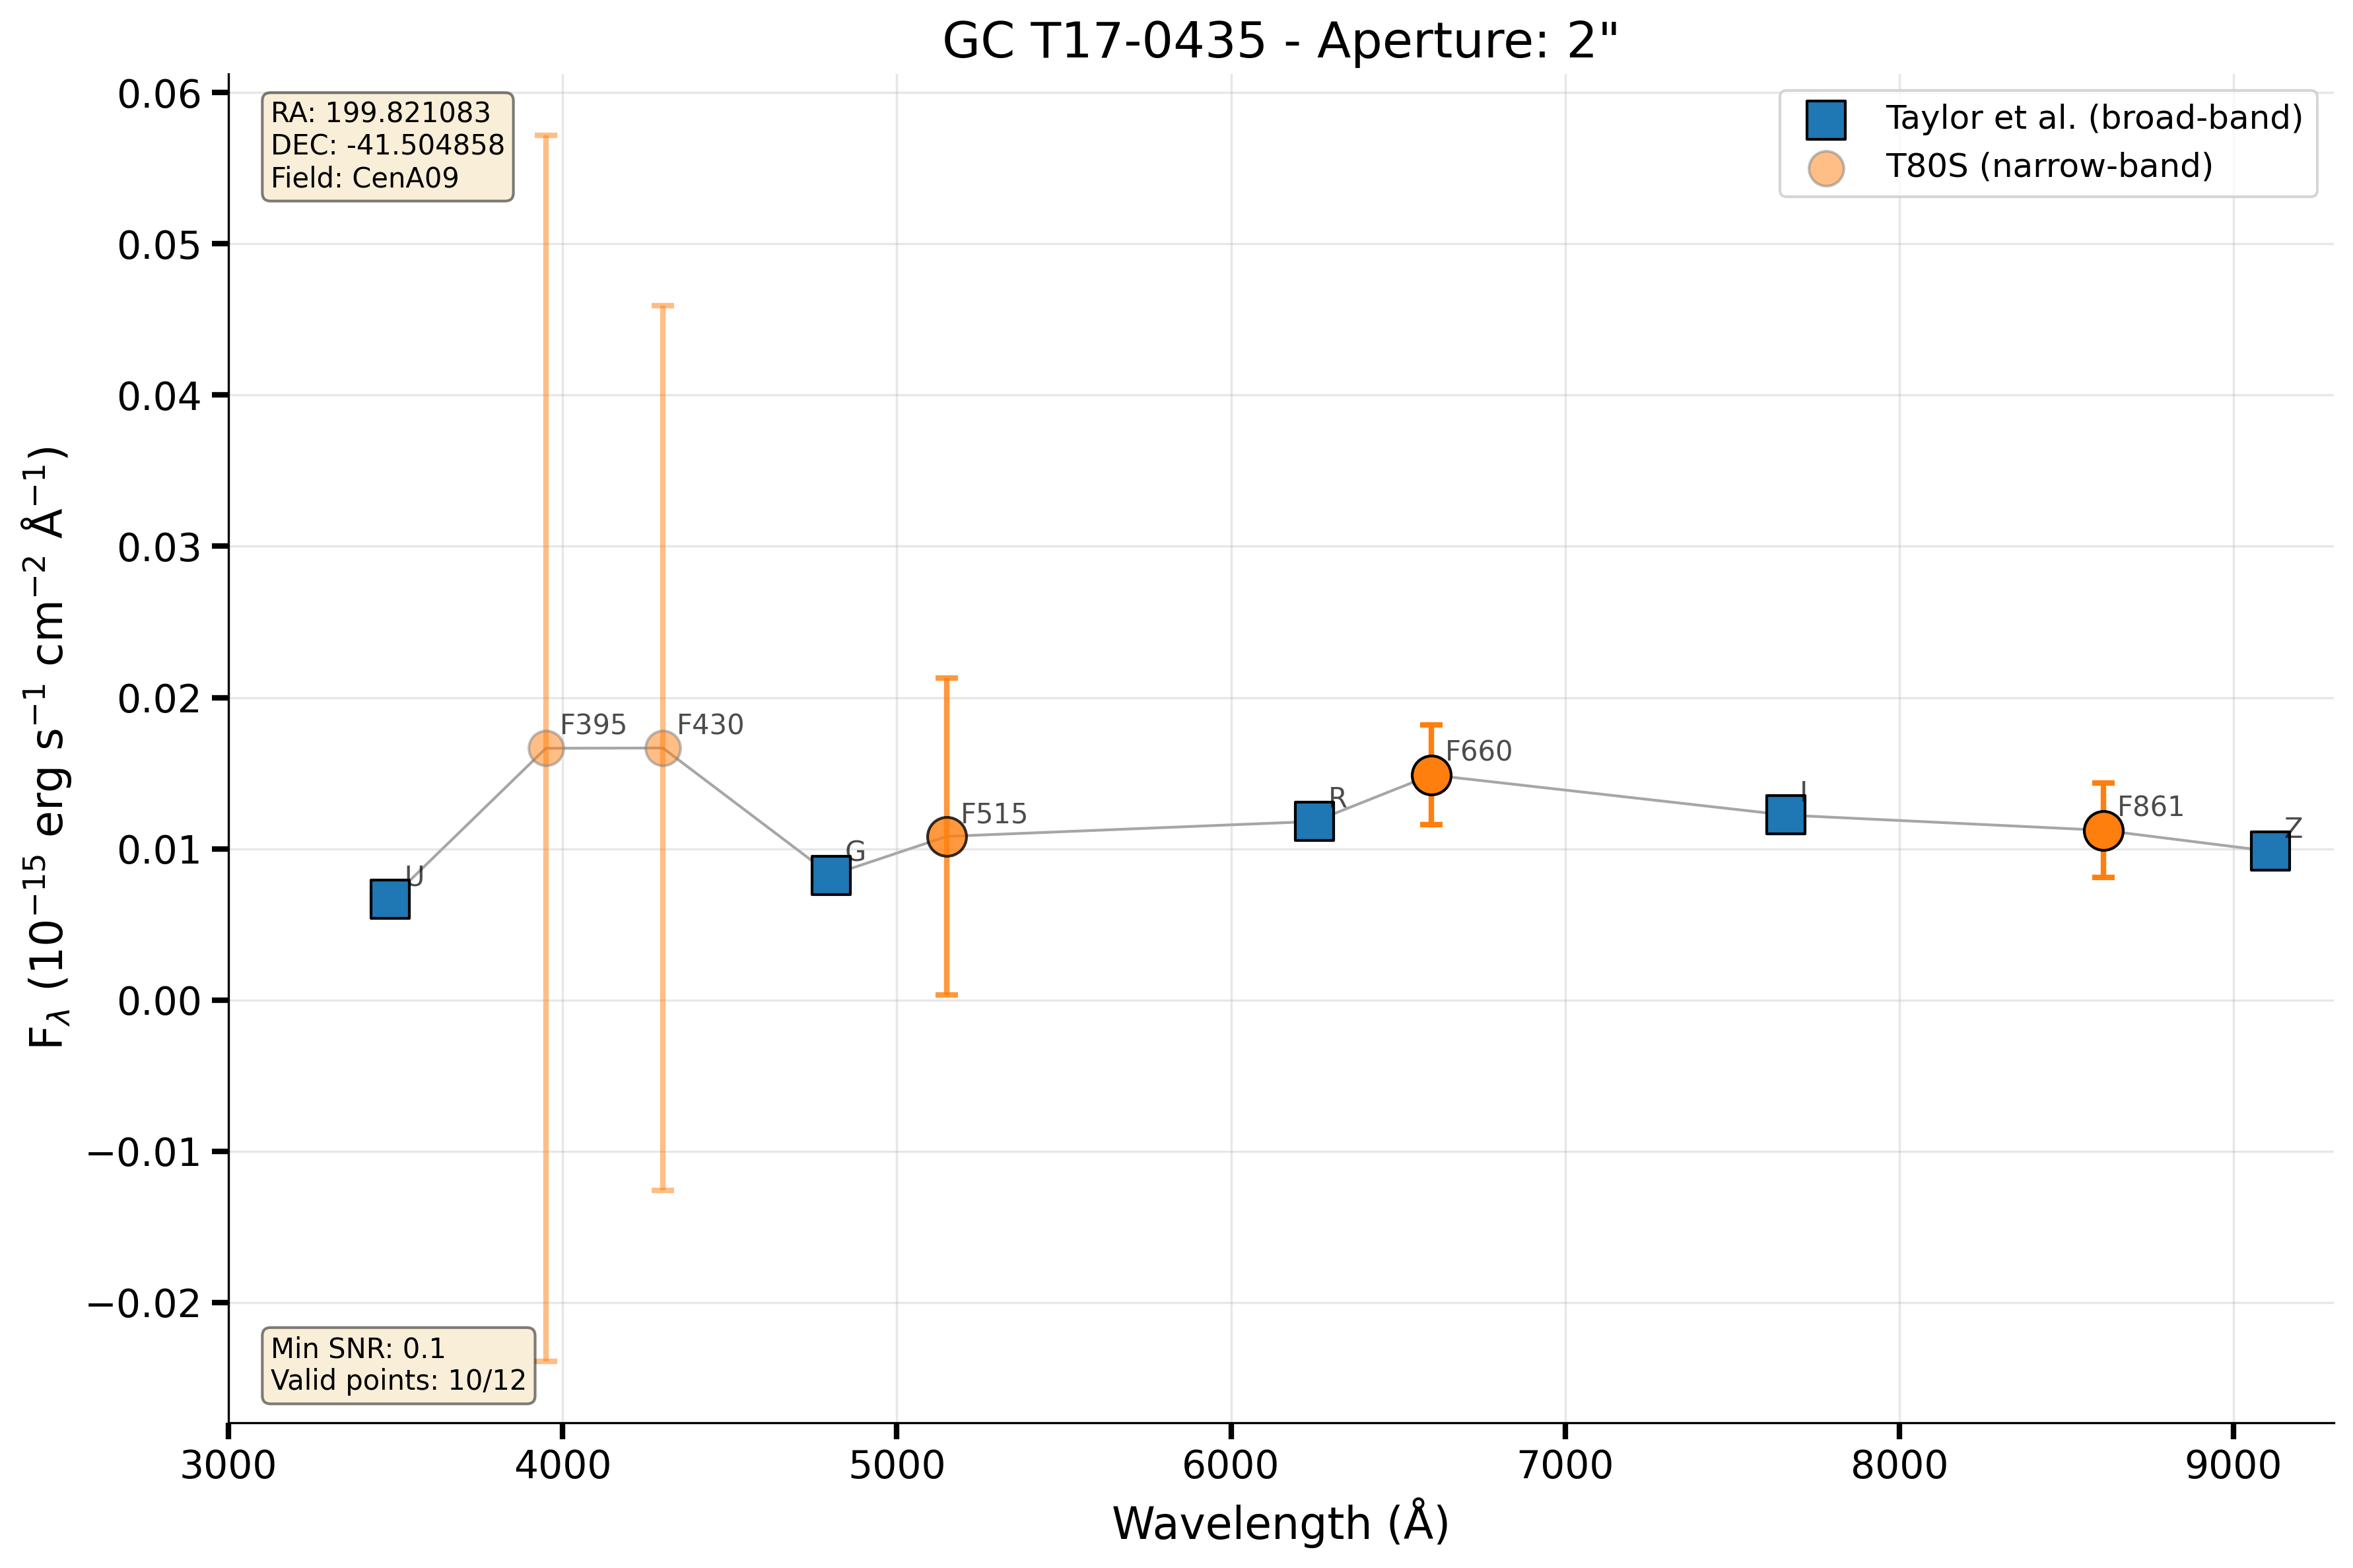 GC T17-0435 - Aperture: 2"
RA: 199.821083
DEC: -41.504858
Field: CenA09
Taylor et al. (broad-band)
T80S (narrow-band)
0.06
0.05
0.04
0.03
0.02
0.01
0.00
−0.01
−0.02
F_λ (10⁻¹⁵ erg s⁻¹ cm⁻² Å⁻¹)
U
F395
F430
G
F515
R
F660
I
F861
Z
Min SNR: 0.1
Valid points: 10/12
3000 4000 5000 6000 7000 8000 9000
Wavelength (Å)